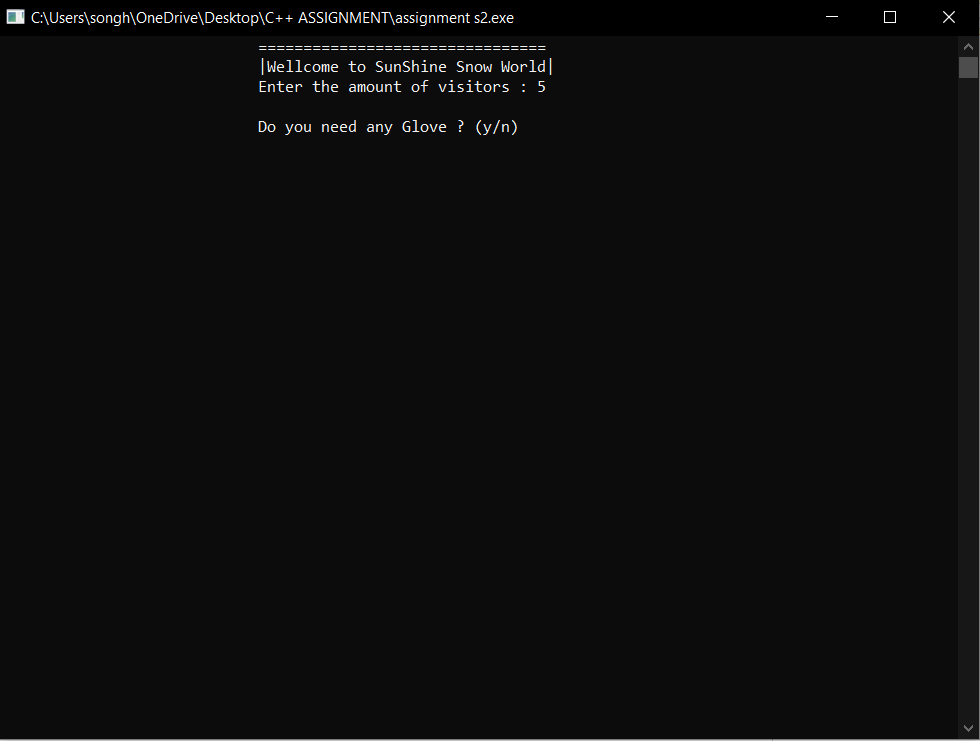 C:\Users\songh\OneDrive\Desktop\C++ ASSIGNMENT\assignment s2.exe
================================
|Wellcome to SunShine Snow World|
Enter the amount of visitors : 5
Do you need any Glove ? (y/n)